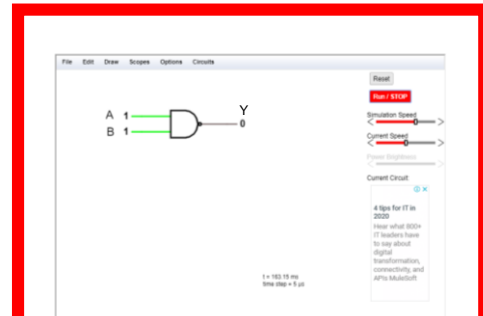 File Edit Draw Scopes Options Circuits
Reset
Run / STOP
Simulation Speed
Current Speed
Power Brightness
Current Circuit:
A 1
B 1
Y
0
4 tips for IT in
2020
Hear what 800+
IT leaders have
to say about
digital
transformation,
connectivity, and
APIs MuleSoft
t = 163.15 ms
time step = 5 µs